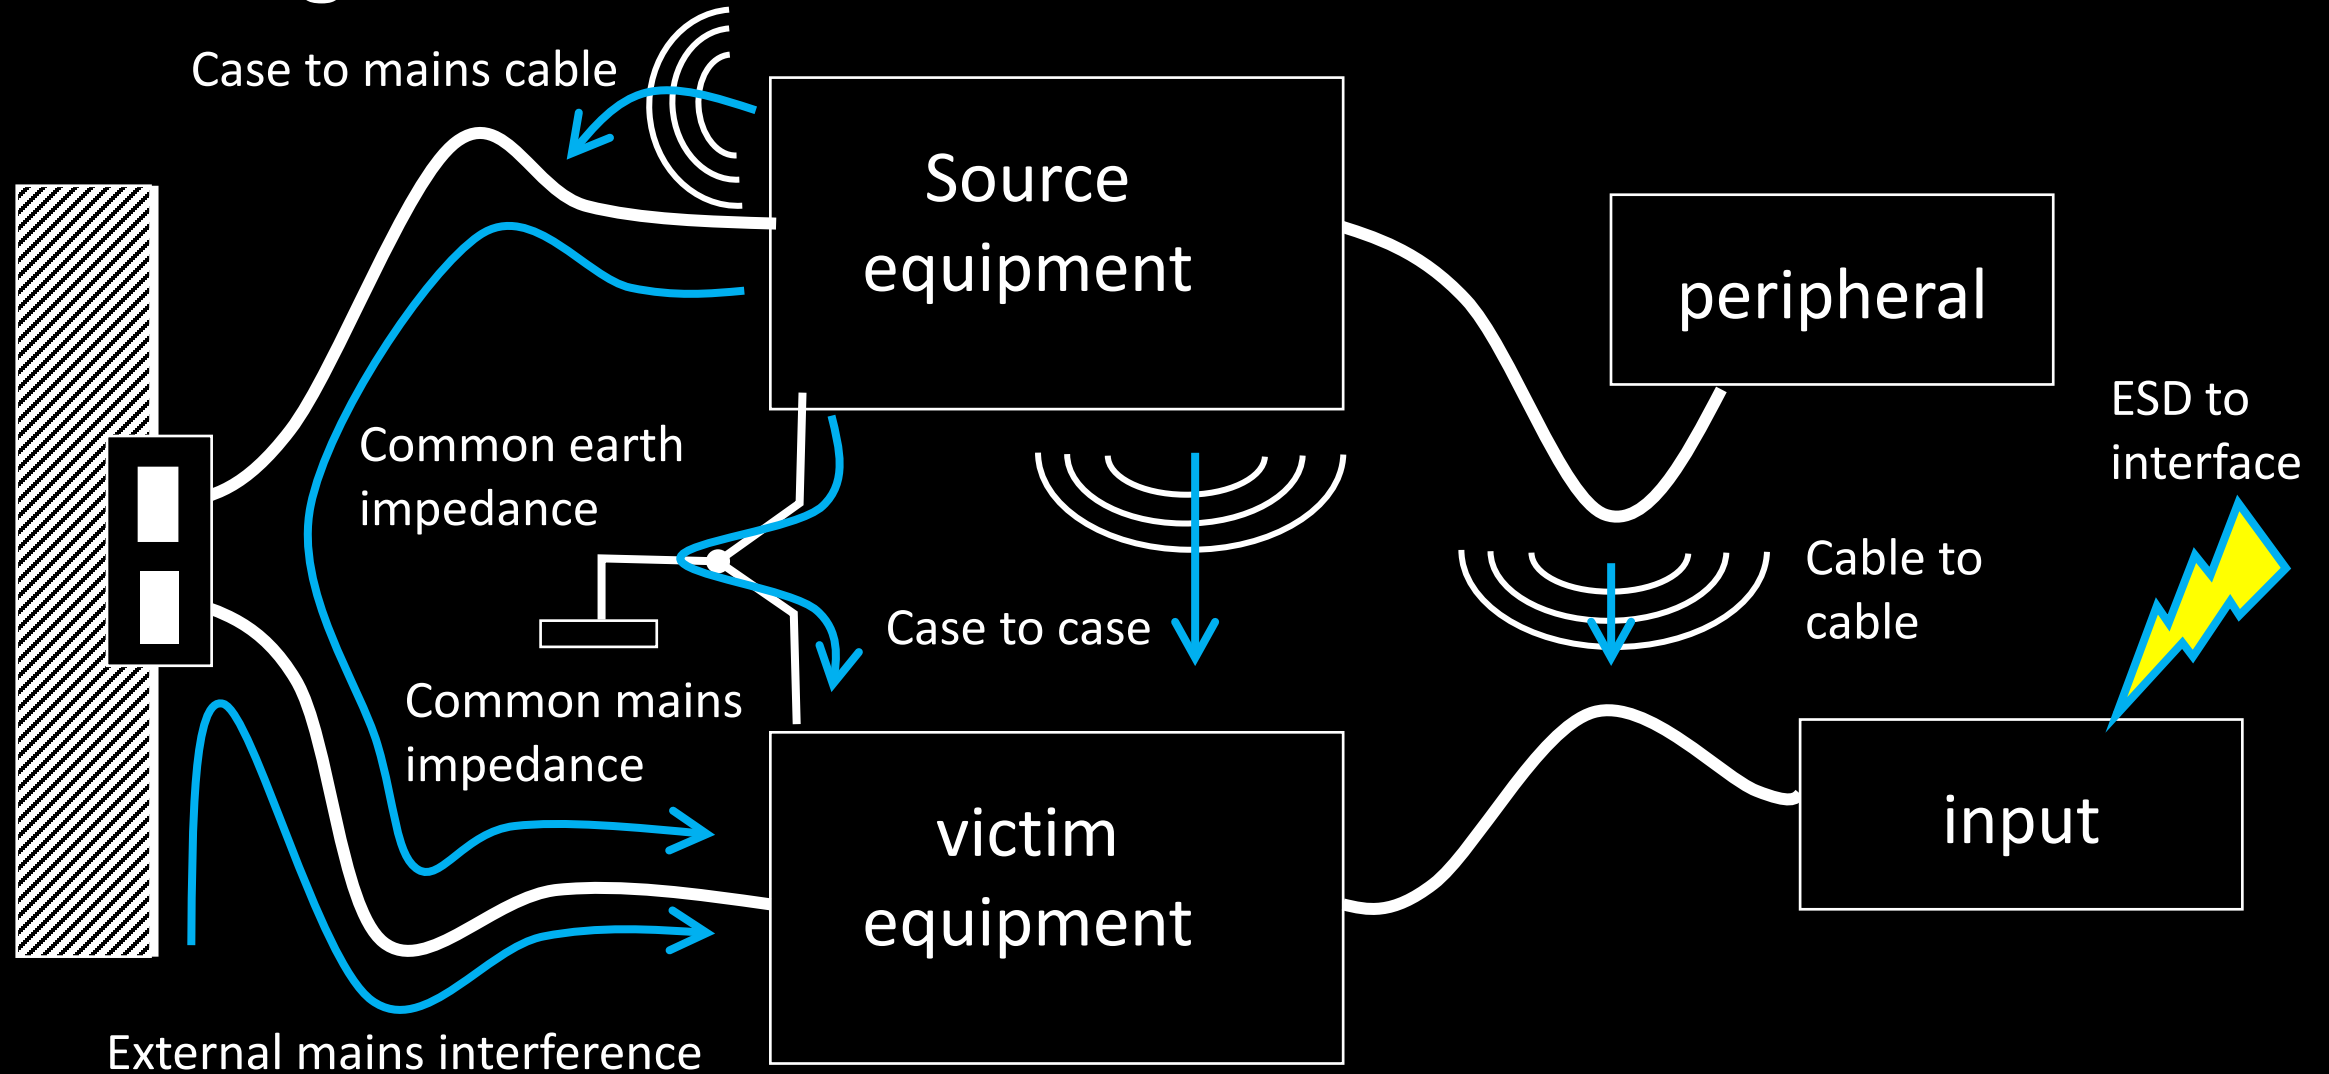 Case to mains cable
Source
equipment
peripheral
ESD to
interface
Common earth
impedance
Cable to
cable
Case to case
Common mains
impedance
victim
equipment
input
External mains interference